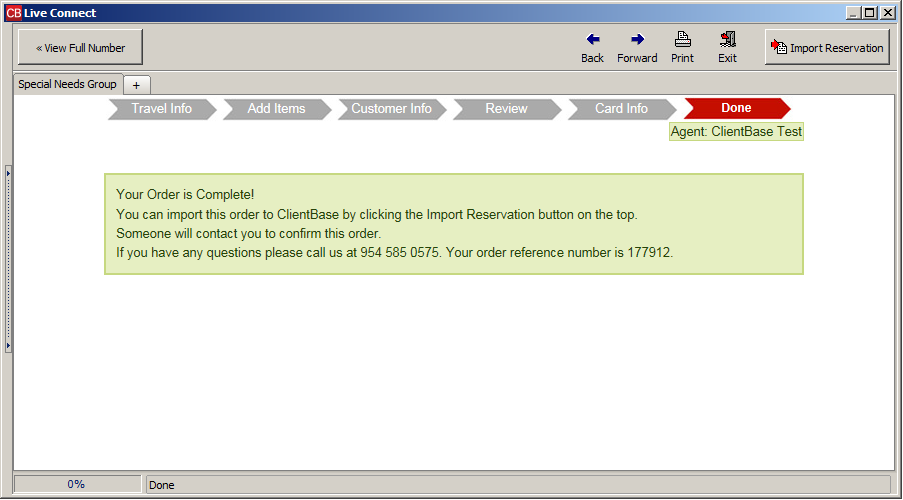 CB Live Connect
« View Full Number
Back Forward Print Exit
Import Reservation
Special Needs Group +
Travel Info Add Items Customer Info Review Card Info Done
Agent: ClientBase Test
Your Order is Complete!
You can import this order to ClientBase by clicking the Import Reservation button on the top.
Someone will contact you to confirm this order.
If you have any questions please call us at 954 585 0575. Your order reference number is 177912.
0% Done